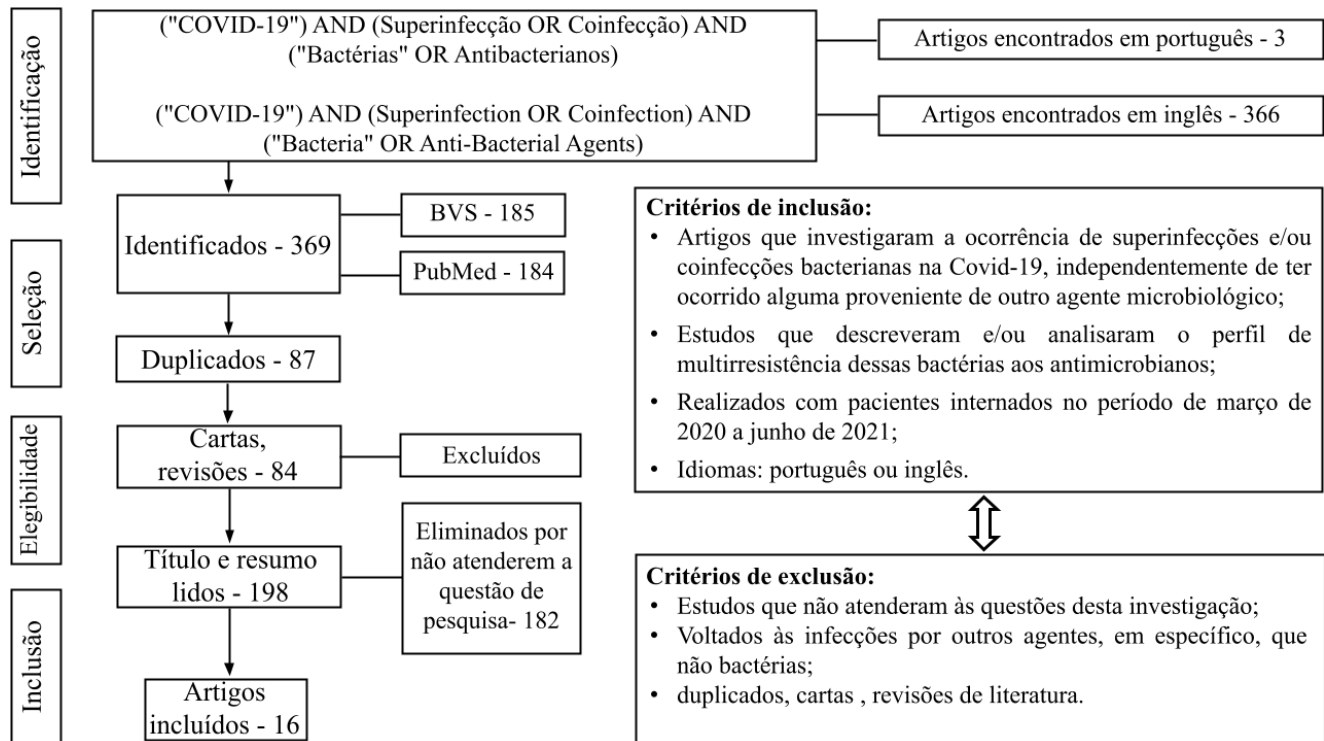 Identificação
("COVID-19") AND (Superinfecção OR Coinfecção) AND
("Bactérias" OR Antibacterianos)
("COVID-19") AND (Superinfection OR Coinfection) AND
("Bacteria" OR Anti-Bacterial Agents)
Artigos encontrados em português - 3
Artigos encontrados em inglês - 366
Seleção
Identificados - 369
BVS - 185
PubMed - 184
Duplicados - 87
Elegibilidade
Cartas,
revisões - 84
Excluídos
Título e resumo
lidos - 198
Eliminados por
não atenderem a
questão de
pesquisa- 182
Inclusão
Artigos
incluídos - 16
Critérios de inclusão:
• Artigos que investigaram a ocorrência de superinfecções e/ou
coinfecções bacterianas na Covid-19, independentemente de ter
ocorrido alguma proveniente de outro agente microbiológico;
• Estudos que descreveram e/ou analisaram o perfil de
multirresistência dessas bactérias aos antimicrobianos;
• Realizados com pacientes internados no período de março de
2020 a junho de 2021;
• Idiomas: português ou inglês.
Critérios de exclusão:
• Estudos que não atenderam às questões desta investigação;
• Voltados às infecções por outros agentes, em específico, que
não bactérias;
• duplicados, cartas , revisões de literatura.